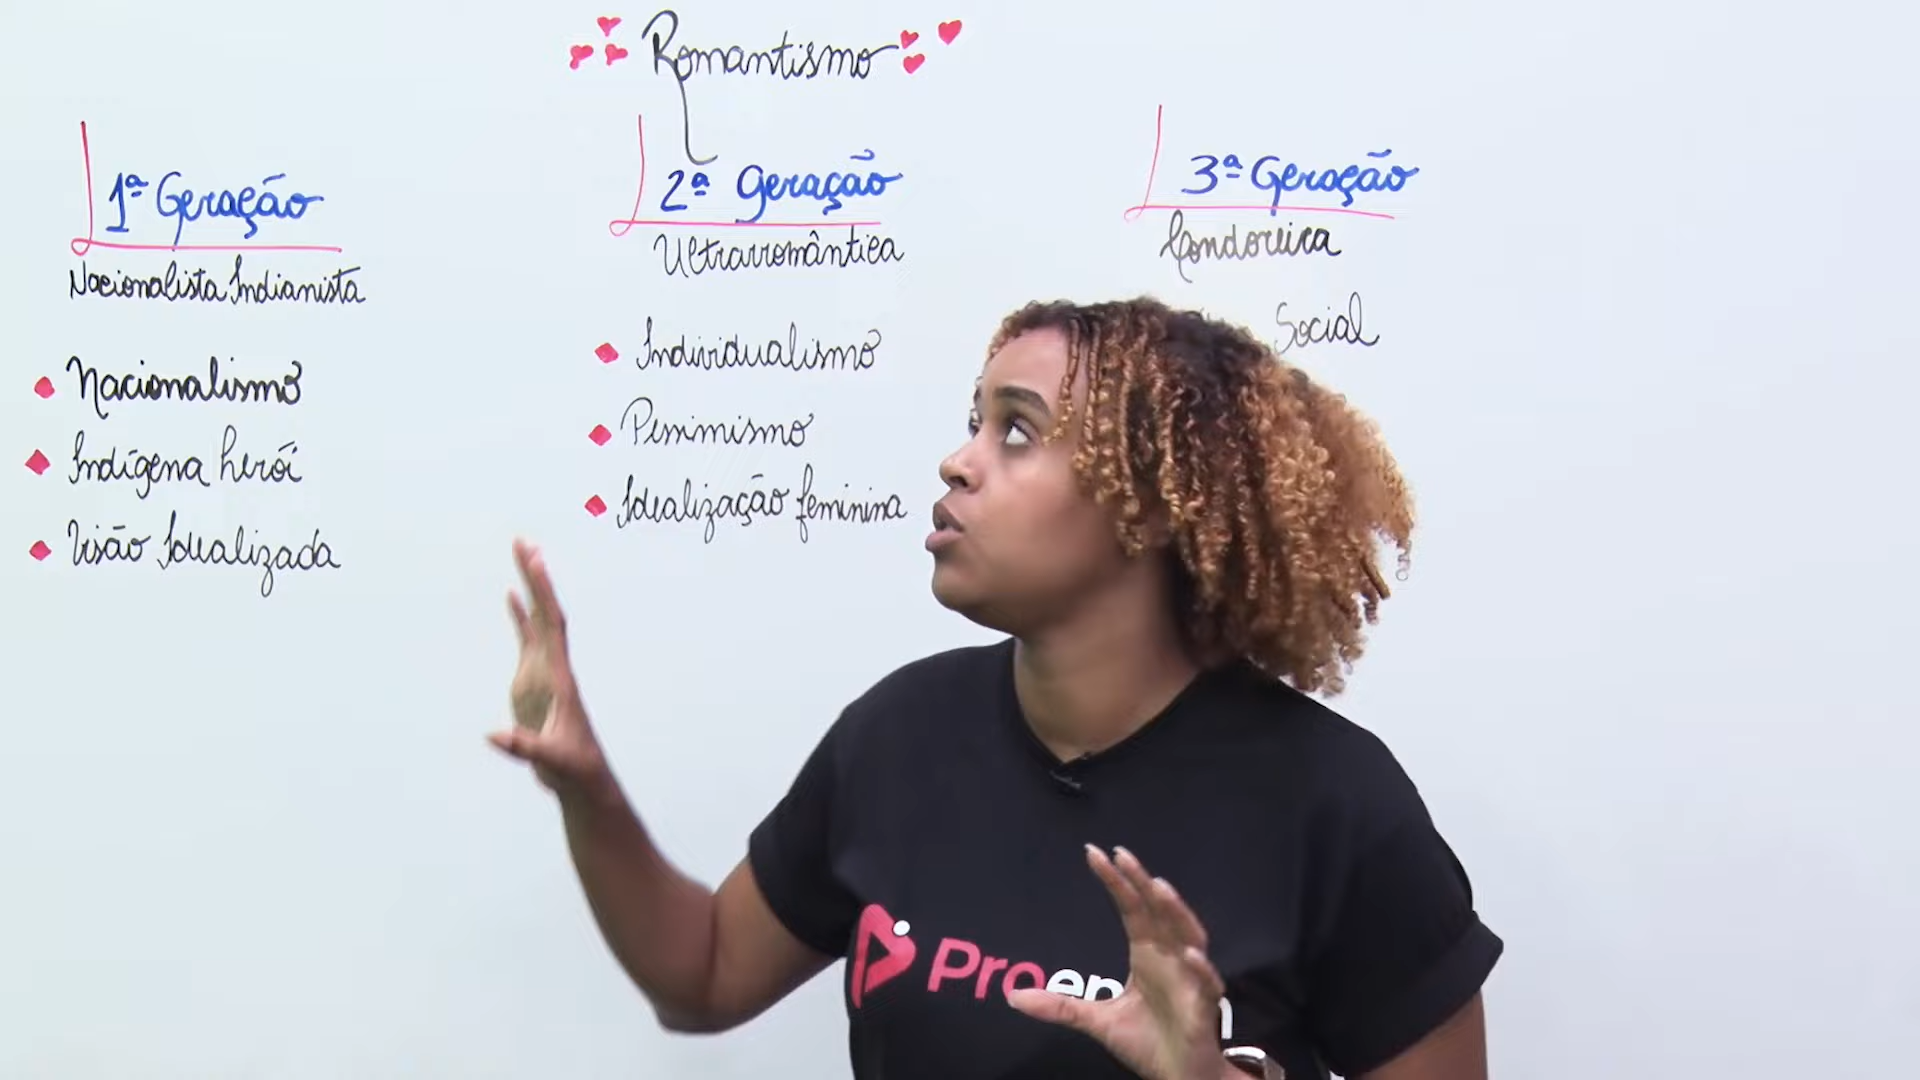 Romantismo
1ª Geração
Nacionalista Indianista
Nacionalismo
Indígena herói
Visão Idealizada
2ª Geração
Ultrarromântica
Individualismo
Pessimismo
Idealização feminina
3ª Geração
Condoreira
Social